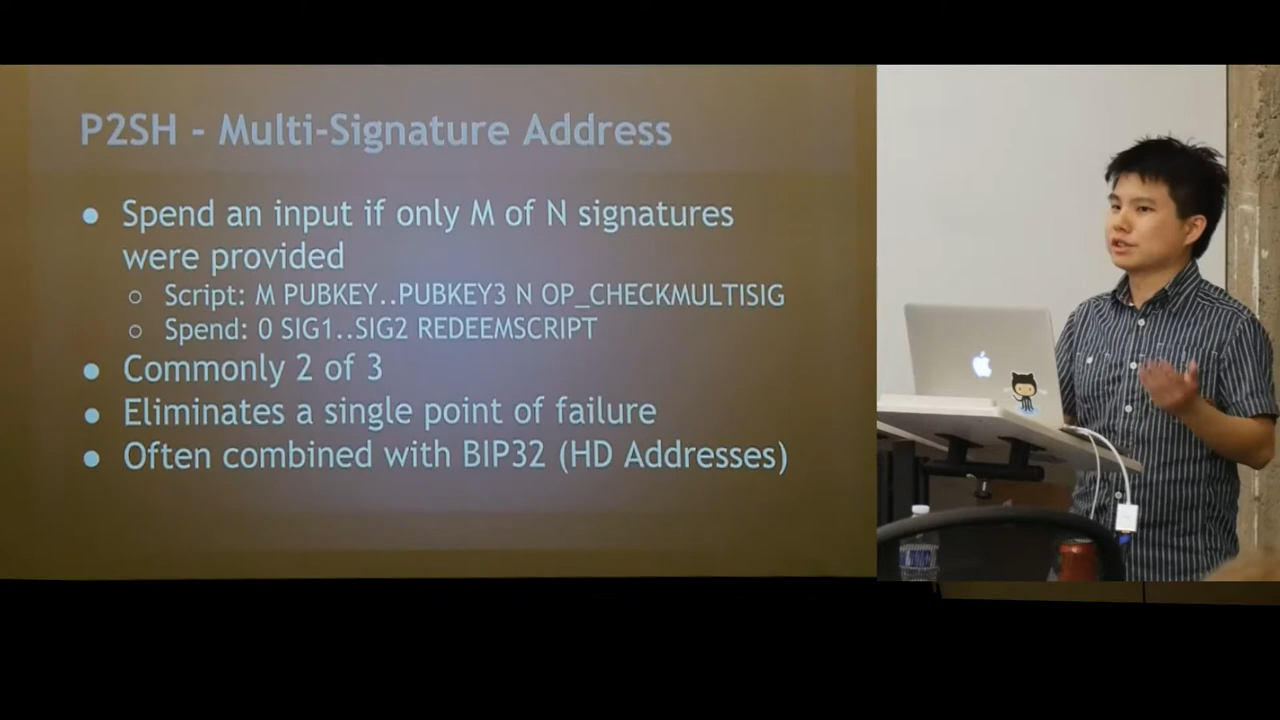 P2SH - Multi-Signature Address
● Spend an input if only M of N signatures
were provided
○ Script: M PUBKEY..PUBKEY3 N OP_CHECKMULTISIG
○ Spend: 0 SIG1..SIG2 REDEEMSCRIPT
● Commonly 2 of 3
● Eliminates a single point of failure
● Often combined with BIP32 (HD Addresses)